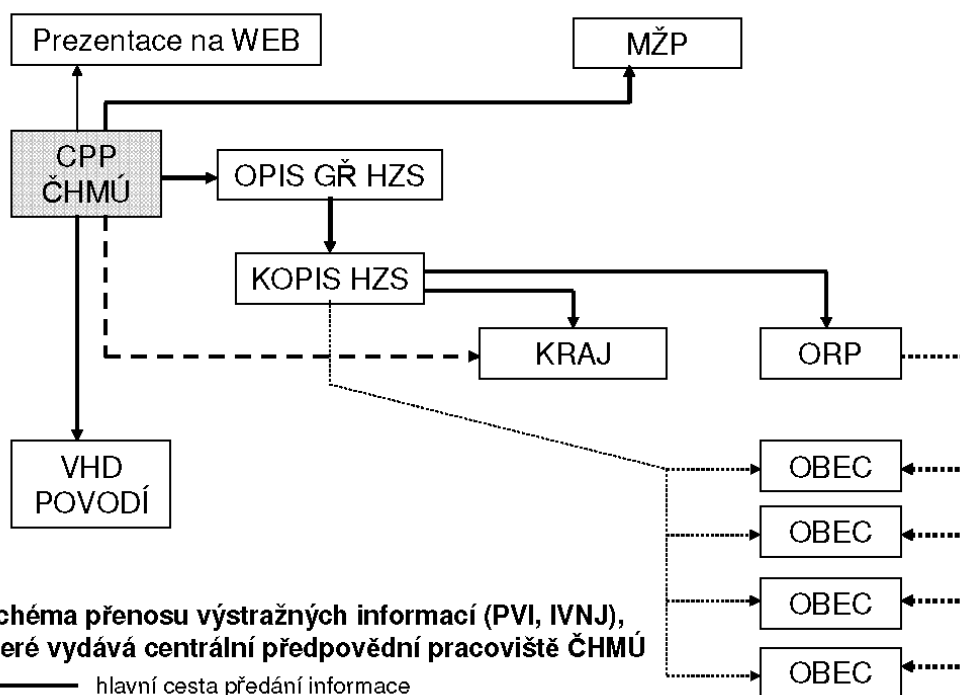 Prezentace na WEB
MŽP
CPP
ČHMÚ
OPIS GŘ HZS
KOPIS HZS
KRAJ
ORP
VHD
POVODÍ
OBEC
OBEC
OBEC
OBEC
chéma přenosu výstražných informací (PVI, IVNJ),
eré vydává centrální předpovědní pracoviště ČHMÚ
hlavní cesta předání informace